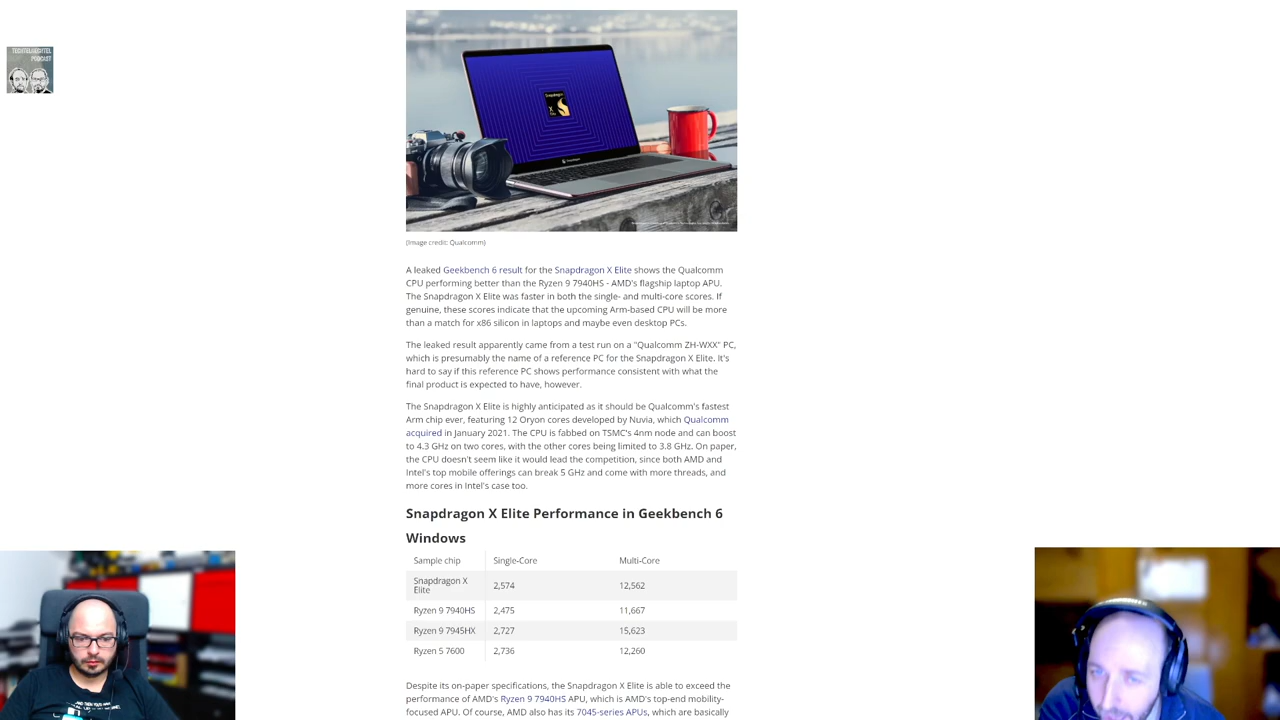 TECHTELMECHTEL
PODCAST
Snapdragon
X
Elite
Snapdragon
(Image credit: Qualcomm)
A leaked Geekbench 6 result for the Snapdragon X Elite shows the Qualcomm
CPU performing better than the Ryzen 9 7940HS - AMD's flagship laptop APU.
The Snapdragon X Elite was faster in both the single- and multi-core scores. If
genuine, these scores indicate that the upcoming Arm-based CPU will be more
than a match for x86 silicon in laptops and maybe even desktop PCs.
The leaked result apparently came from a test run on a "Qualcomm ZH-WXX" PC,
which is presumably the name of a reference PC for the Snapdragon X Elite. It's
hard to say if this reference PC shows performance consistent with what the
final product is expected to have, however.
The Snapdragon X Elite is highly anticipated as it should be Qualcomm's fastest
Arm chip ever, featuring 12 Oryon cores developed by Nuvia, which Qualcomm
acquired in January 2021. The CPU is fabbed on TSMC's 4nm node and can boost
to 4.3 GHz on two cores, with the other cores being limited to 3.8 GHz. On paper,
the CPU doesn't seem like it would lead the competition, since both AMD and
Intel's top mobile offerings can break 5 GHz and come with more threads, and
more cores in Intel's case too.
Snapdragon X Elite Performance in Geekbench 6
Windows
Sample chip Single-Core Multi-Core
Snapdragon X
Elite 2,574 12,562
Ryzen 9 7940HS 2,475 11,667
Ryzen 9 7945HX 2,727 15,623
Ryzen 5 7600 2,736 12,260
Despite its on-paper specifications, the Snapdragon X Elite is able to exceed the
performance of AMD's Ryzen 9 7940HS APU, which is AMD's top-end mobility-
focused APU. Of course, AMD also has its 7045-series APUs, which are basically